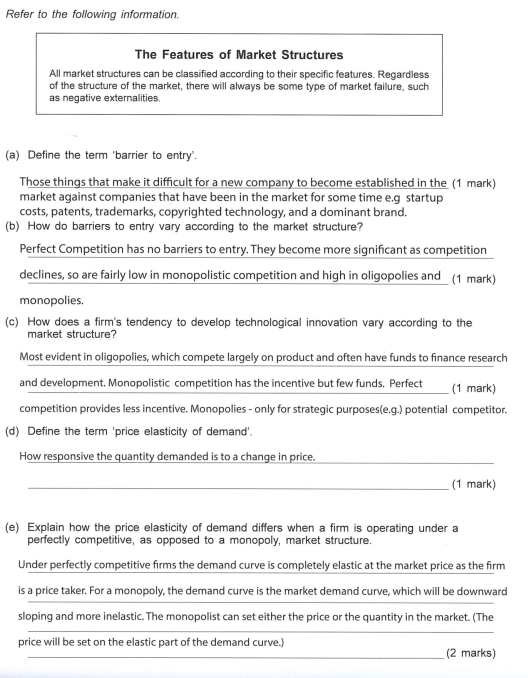 Refer to the following information.
The Features of Market Structures
All market structures can be classified according to their specific features. Regardless
of the structure of the market, there will always be some type of market failure, such
as negative externalities.
(a) Define the term 'barrier to entry'.
Those things that make it difficult for a new company to become established in the (1 mark)
market against companies that have been in the market for some time e.g startup
costs, patents, trademarks, copyrighted technology, and a dominant brand.
(b) How do barriers to entry vary according to the market structure?
Perfect Competition has no barriers to entry. They become more significant as competition
declines, so are fairly low in monopolistic competition and high in oligopolies and (1 mark)
monopolies.
(c) How does a firm's tendency to develop technological innovation vary according to the
market structure?
Most evident in oligopolies, which compete largely on product and often have funds to finance research
and development. Monopolistic competition has the incentive but few funds. Perfect (1 mark)
competition provides less incentive. Monopolies - only for strategic purposes(e.g.) potential competitor.
(d) Define the term 'price elasticity of demand'.
How responsive the quantity demanded is to a change in price.
(1 mark)
(e) Explain how the price elasticity of demand differs when a firm is operating under a
perfectly competitive, as opposed to a monopoly, market structure.
Under perfectly competitive firms the demand curve is completely elastic at the market price as the firm
is a price taker. For a monopoly, the demand curve is the market demand curve, which will be downward
sloping and more inelastic. The monopolist can set either the price or the quantity in the market. (The
price will be set on the elastic part of the demand curve.)
(2 marks)